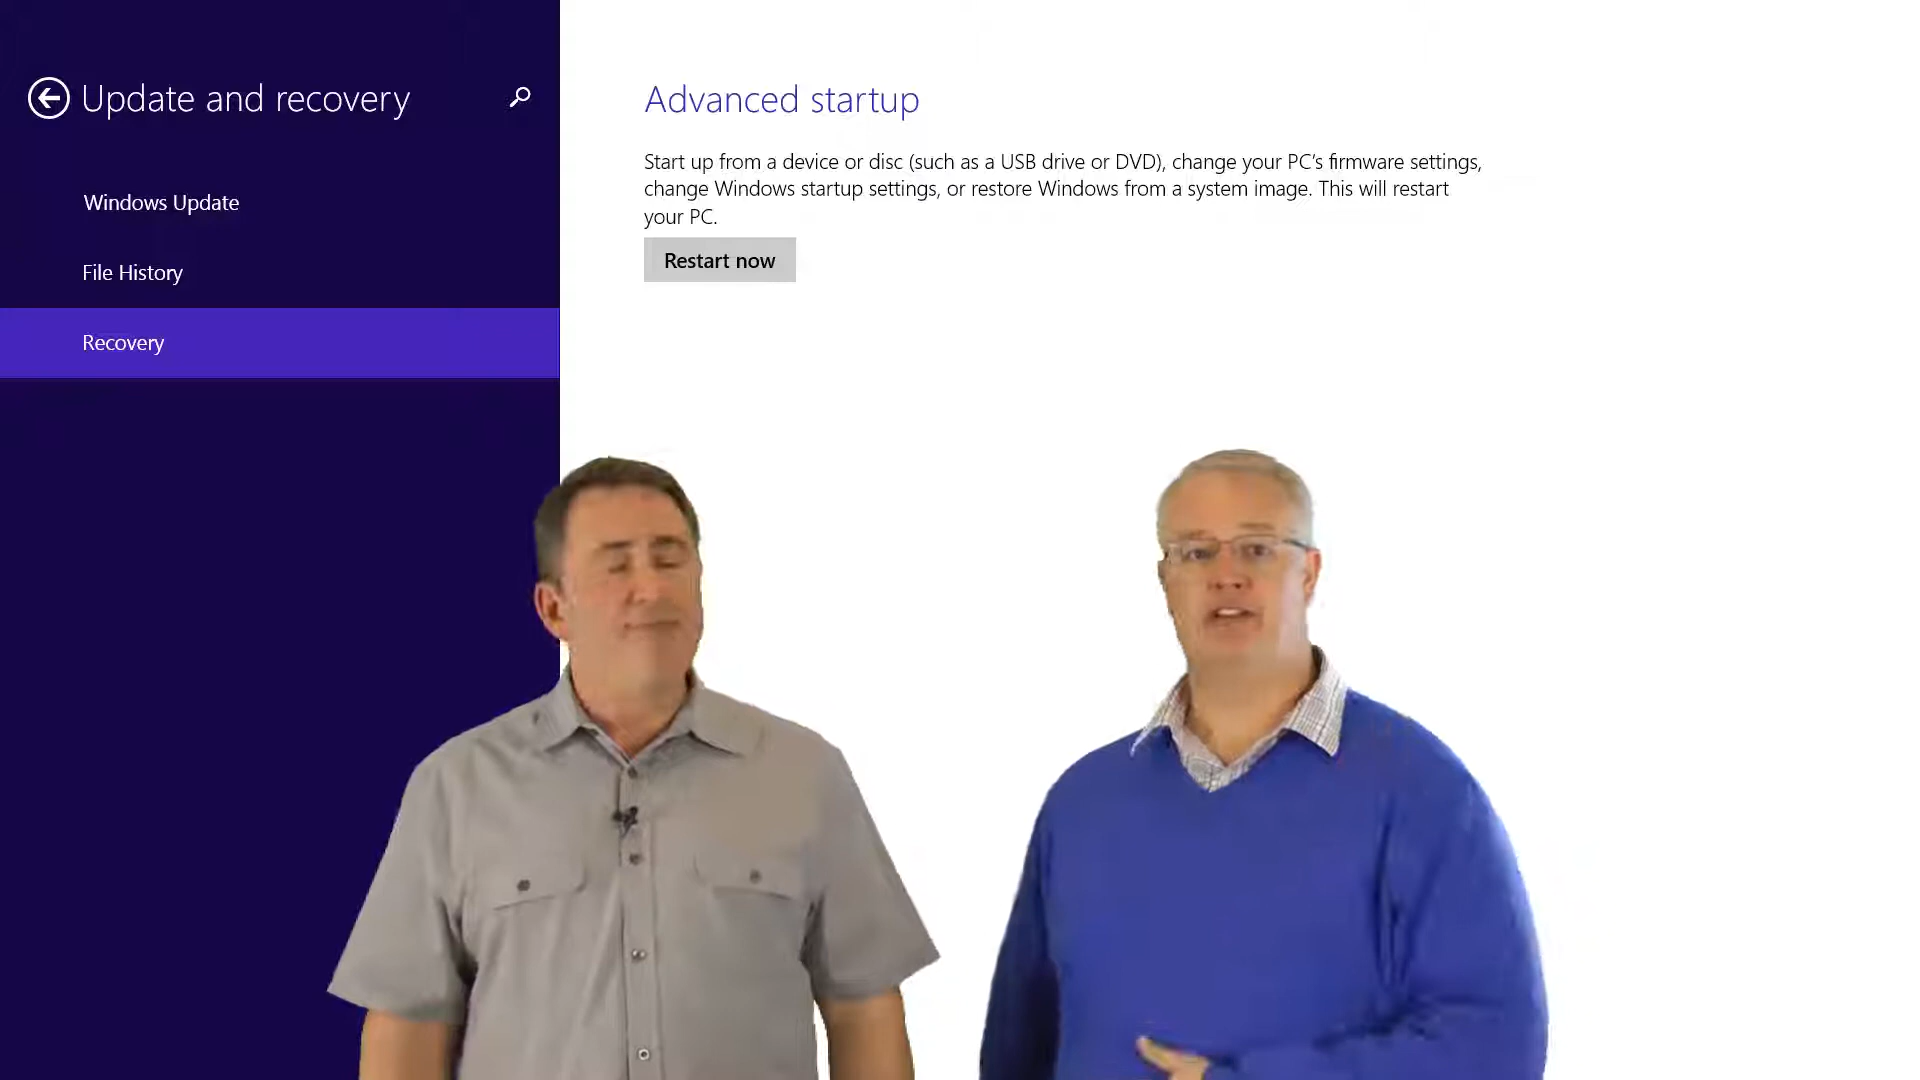 Update and recovery
Windows Update
File History
Recovery
Advanced startup
Start up from a device or disc (such as a USB drive or DVD), change your PC's firmware settings,
change Windows startup settings, or restore Windows from a system image. This will restart
your PC.
Restart now